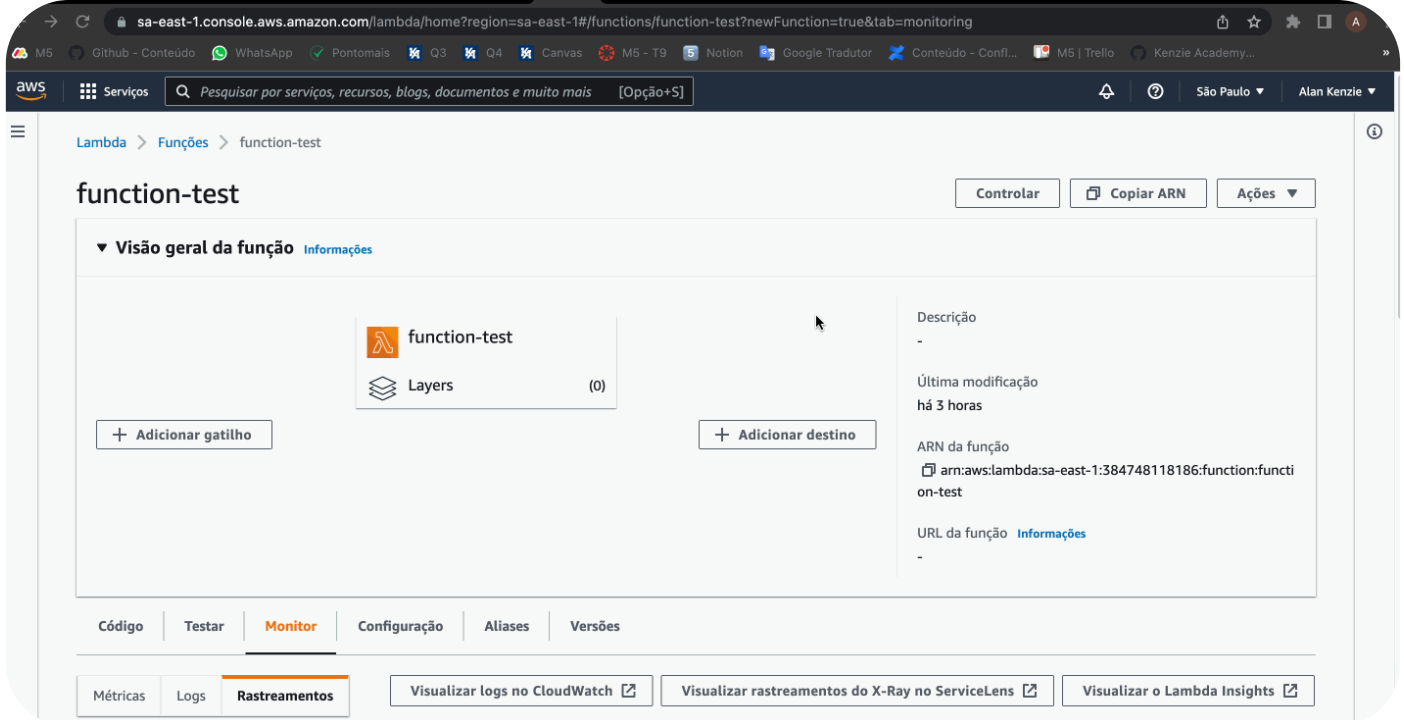 sa-east-1.console.aws.amazon.com/lambda/home?region=sa-east-1#/functions/function-test?newFunction=true&tab=monitoring
A
M5 Github - Conteúdo WhatsApp Pontomais Q3 Q4 Canvas M5 - T9 5 Notion Google Tradutor Conteúdo - Confl... M5 | Trello Kenzie Academy... »
aws Serviços Pesquisar por serviços, recursos, blogs, documentos e muito mais [Opção+S] São Paulo ▼ Alan Kenzie ▼
Lambda > Funções > function-test
function-test
Controlar Copiar ARN Ações ▼
▼ Visão geral da função Informações
function-test
Layers (0)
+ Adicionar gatilho
+ Adicionar destino
Descrição
-
Última modificação
há 3 horas
ARN da função
arn:aws:lambda:sa-east-1:384748118186:function:functi
on-test
URL da função Informações
-
Código Testar Monitor Configuração Aliases Versões
Métricas Logs Rastreamentos Visualizar logs no CloudWatch Visualizar rastreamentos do X-Ray no ServiceLens Visualizar o Lambda Insights